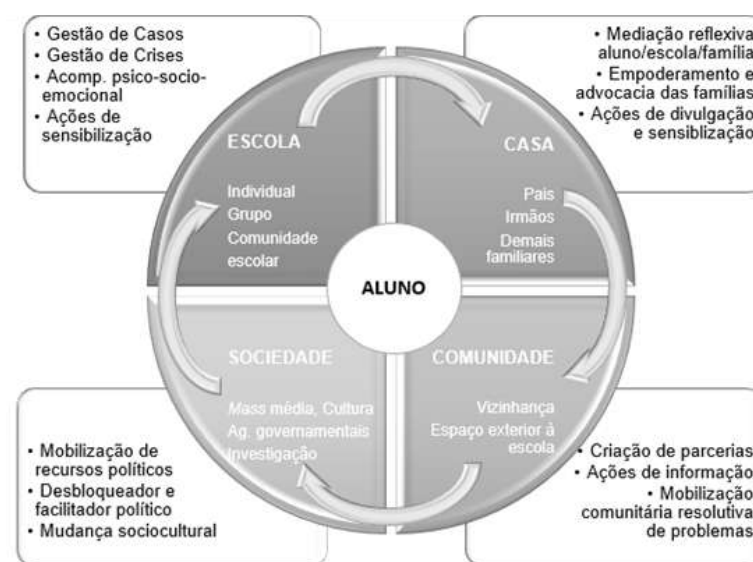 • Gestão de Casos
• Gestão de Crises
• Acomp. psico-socio-
emocional
• Ações de
sensibilização
• Mediação reflexiva
aluno/escola/família
• Empoderamento e
advocacia das famílias
• Ações de divulgação
e sensiblização
ESCOLA
Individual
Grupo
Comunidade
escolar
CASA
Pais
Irmãos
Demais
familiares
ALUNO
SOCIEDADE
Mass média, Cultura
Ag. governamentais
Investigação
COMUNIDADE
Vizinhança
Espaço exterior à
escola
• Mobilização de
recursos políticos
• Desbloqueador e
facilitador político
• Mudança sociocultural
• Criação de parcerias
• Ações de informação
• Mobilização
comunitária resolutiva
de problemas